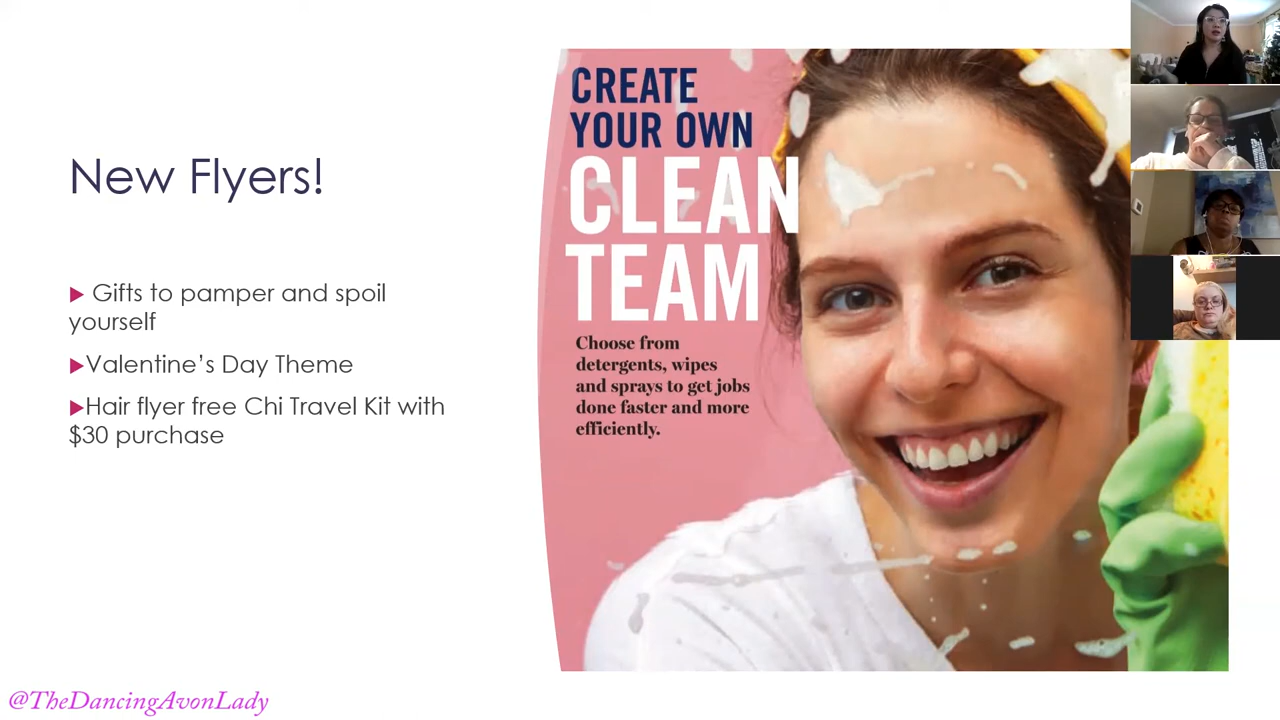 New Flyers!
▶ Gifts to pamper and spoil
yourself
▶Valentine’s Day Theme
▶Hair flyer free Chi Travel Kit with
$30 purchase
CREATE
YOUR OWN
CLEAN
TEAM
Choose from
detergents, wipes
and sprays to get jobs
done faster and more
efficiently.
@TheDancingAvonLady